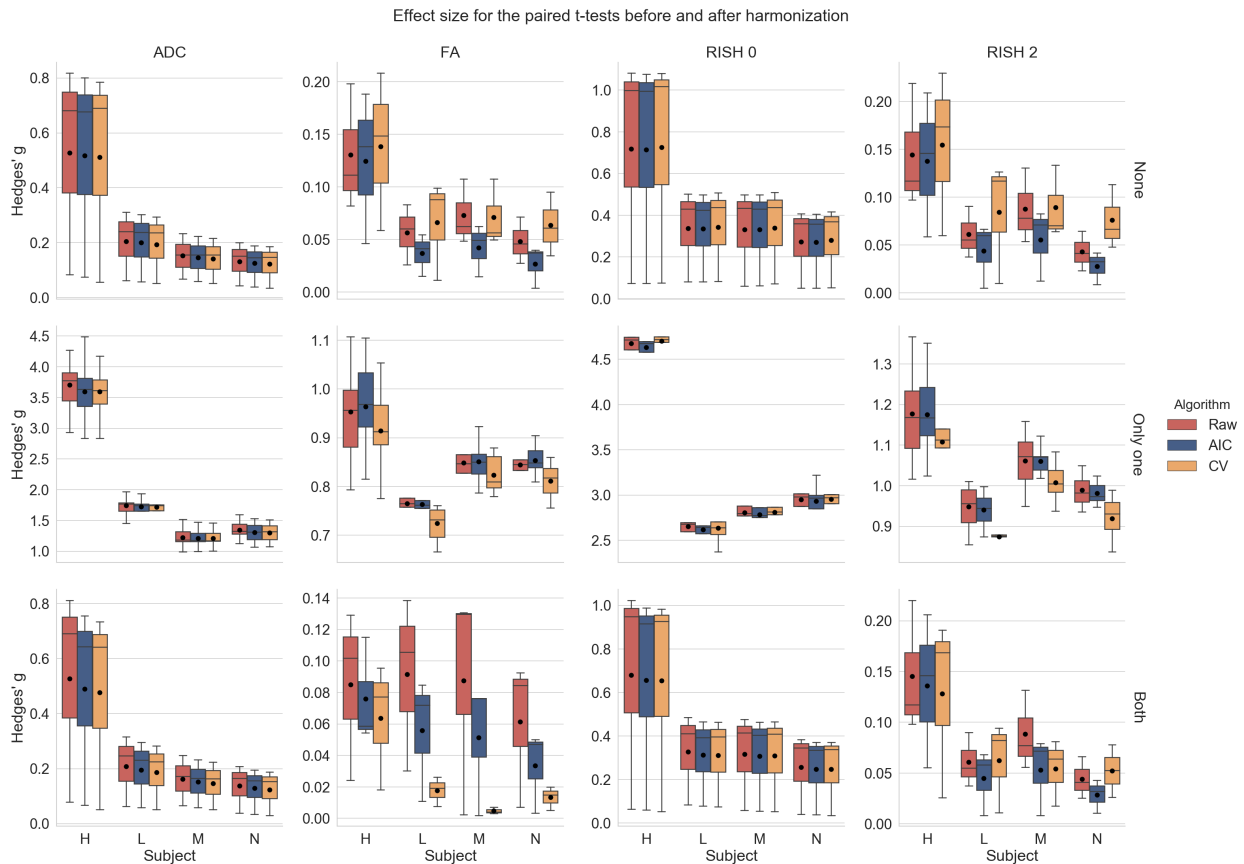 Effect size for the paired t-tests before and after harmonization
ADC
FA
RISH 0
RISH 2
Hedges' g
0.8
0.6
0.4
0.2
0.0
0.20
0.15
0.10
0.05
0.00
1.0
0.8
0.6
0.4
0.2
0.0
0.20
0.15
0.10
0.05
0.00
None
Hedges' g
4.5
4.0
3.5
3.0
2.5
2.0
1.5
1.0
1.1
1.0
0.9
0.8
0.7
4.5
4.0
3.5
3.0
2.5
1.3
1.2
1.1
1.0
0.9
Only one
Algorithm
Raw
AIC
CV
Hedges' g
0.8
0.6
0.4
0.2
0.0
0.14
0.12
0.10
0.08
0.06
0.04
0.02
0.00
1.0
0.8
0.6
0.4
0.2
0.0
0.20
0.15
0.10
0.05
0.00
Both
H L M N
H L M N
H L M N
H L M N
Subject
Subject
Subject
Subject